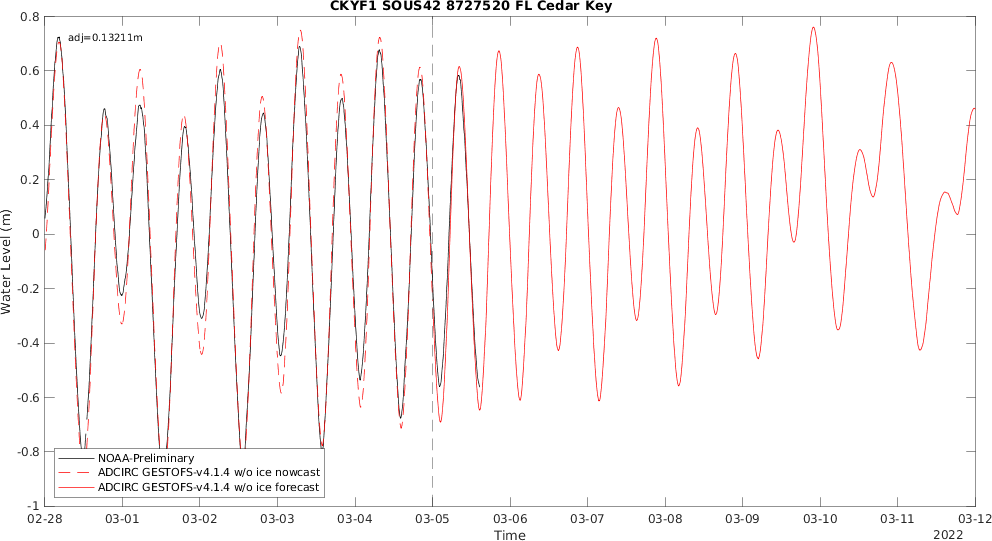 CKYF1 SOUS42 8727520 FL Cedar Key
adj=0.13211m
0.8
0.6
0.4
0.2
0
-0.2
-0.4
-0.6
-0.8
-1
Water Level (m)
NOAA-Preliminary
ADCIRC GESTOFS-v4.1.4 w/o ice nowcast
ADCIRC GESTOFS-v4.1.4 w/o ice forecast
02-28 03-01 03-02 03-03 03-04 03-05 03-06 03-07 03-08 03-09 03-10 03-11 03-12
Time
2022